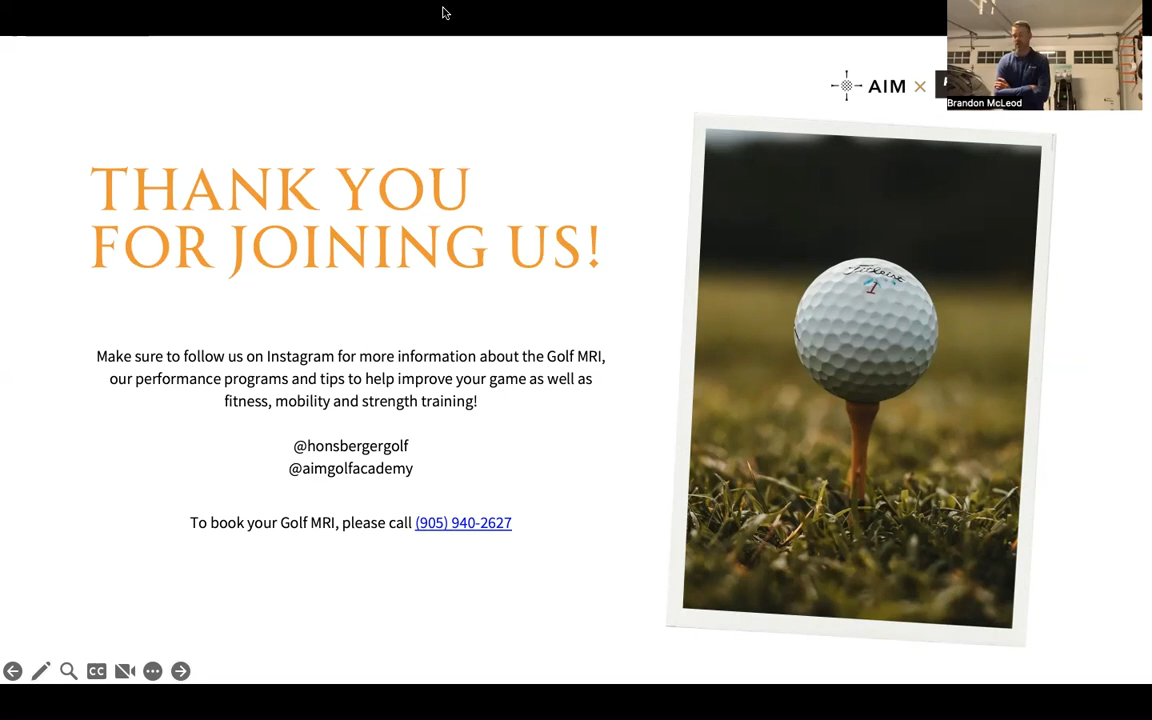 AIM ×
Brandon McLeod
THANK YOU
FOR JOINING US!
Make sure to follow us on Instagram for more information about the Golf MRI,
our performance programs and tips to help improve your game as well as
fitness, mobility and strength training!
@honsbergergolf
@aimgolfacademy
To book your Golf MRI, please call (905) 940-2627
Titleist
CC